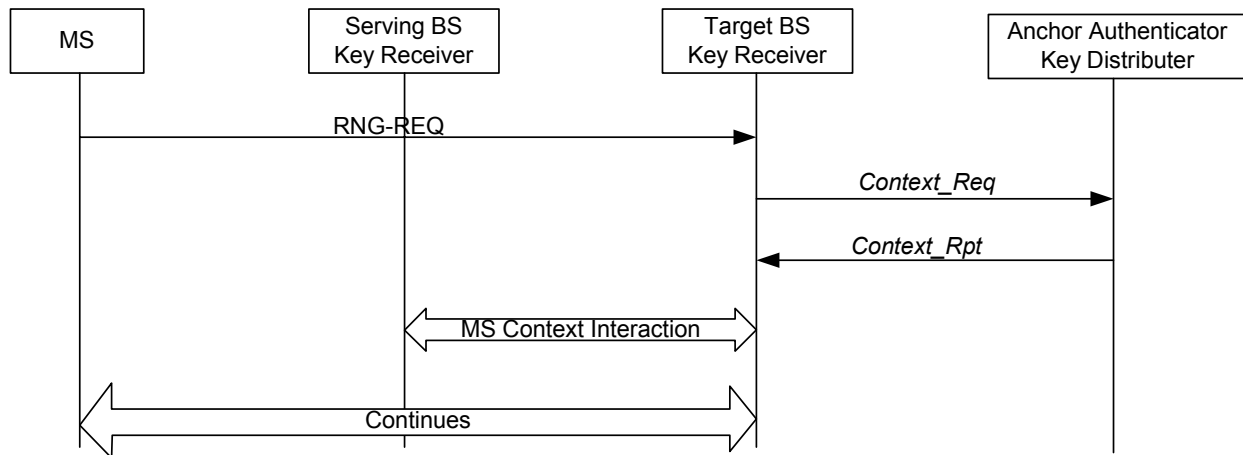 MS
Serving BS
Key Receiver
Target BS
Key Receiver
Anchor Authenticator
Key Distributer
RNG-REQ
Context_Req
Context_Rpt
MS Context Interaction
Continues